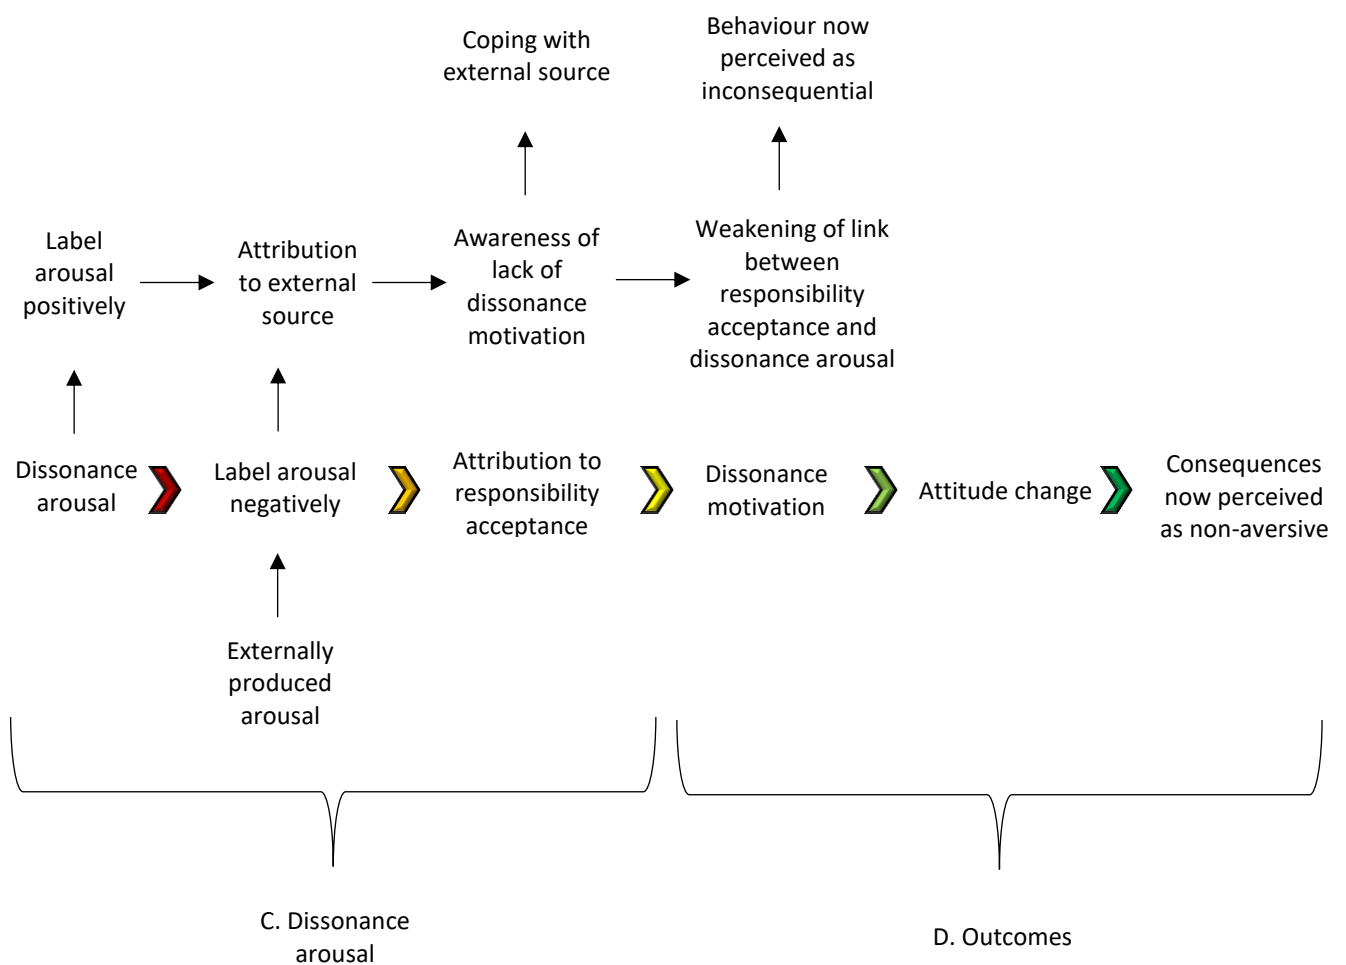 Coping with
external source
Behaviour now
perceived as
inconsequential
Label
arousal
positively
Attribution
to external
source
Awareness of
lack of
dissonance
motivation
Weakening of link
between
responsibility
acceptance and
dissonance arousal
Dissonance
arousal
Label arousal
negatively
Attribution to
responsibility
acceptance
Dissonance
motivation
Attitude change
Consequences
now perceived
as non-aversive
Externally
produced
arousal
C. Dissonance
arousal
D. Outcomes